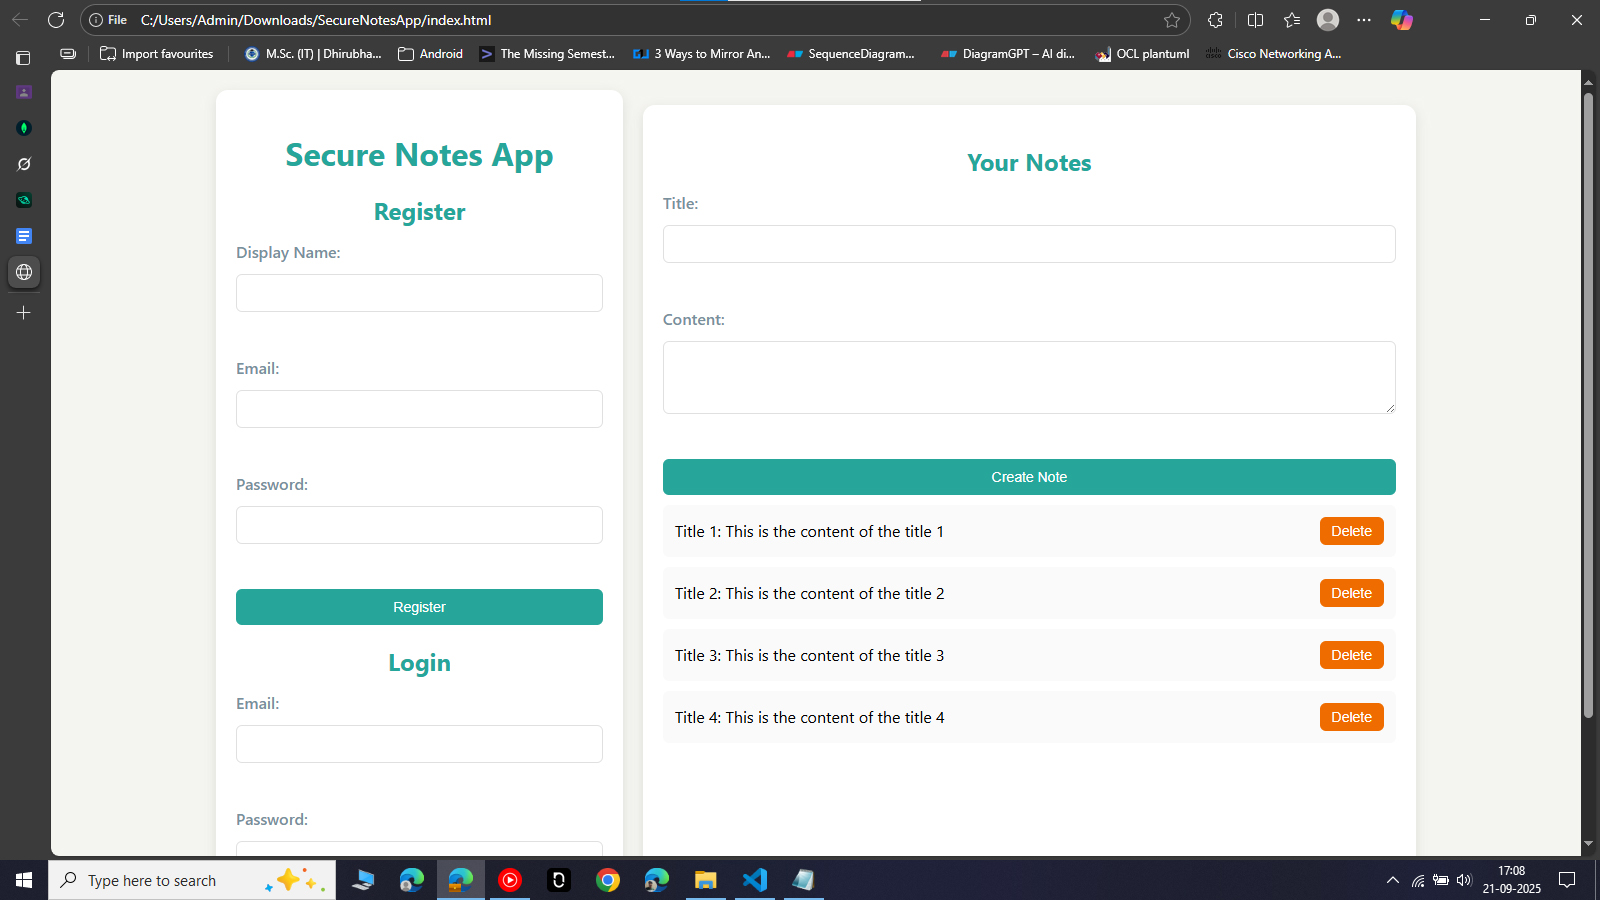 File C:/Users/Admin/Downloads/SecureNotesApp/index.html
Import favourites
M.Sc. (IT) | Dhirubha...
Android
The Missing Semest...
3 Ways to Mirror An...
SequenceDiagram...
DiagramGPT – AI di...
OCL plantuml
Cisco Networking A...
Secure Notes App
Register
Display Name:
Email:
Password:
Register
Login
Email:
Password:
Your Notes
Title:
Content:
Create Note
Title 1: This is the content of the title 1 Delete
Title 2: This is the content of the title 2 Delete
Title 3: This is the content of the title 3 Delete
Title 4: This is the content of the title 4 Delete
Type here to search
17:08
21-09-2025